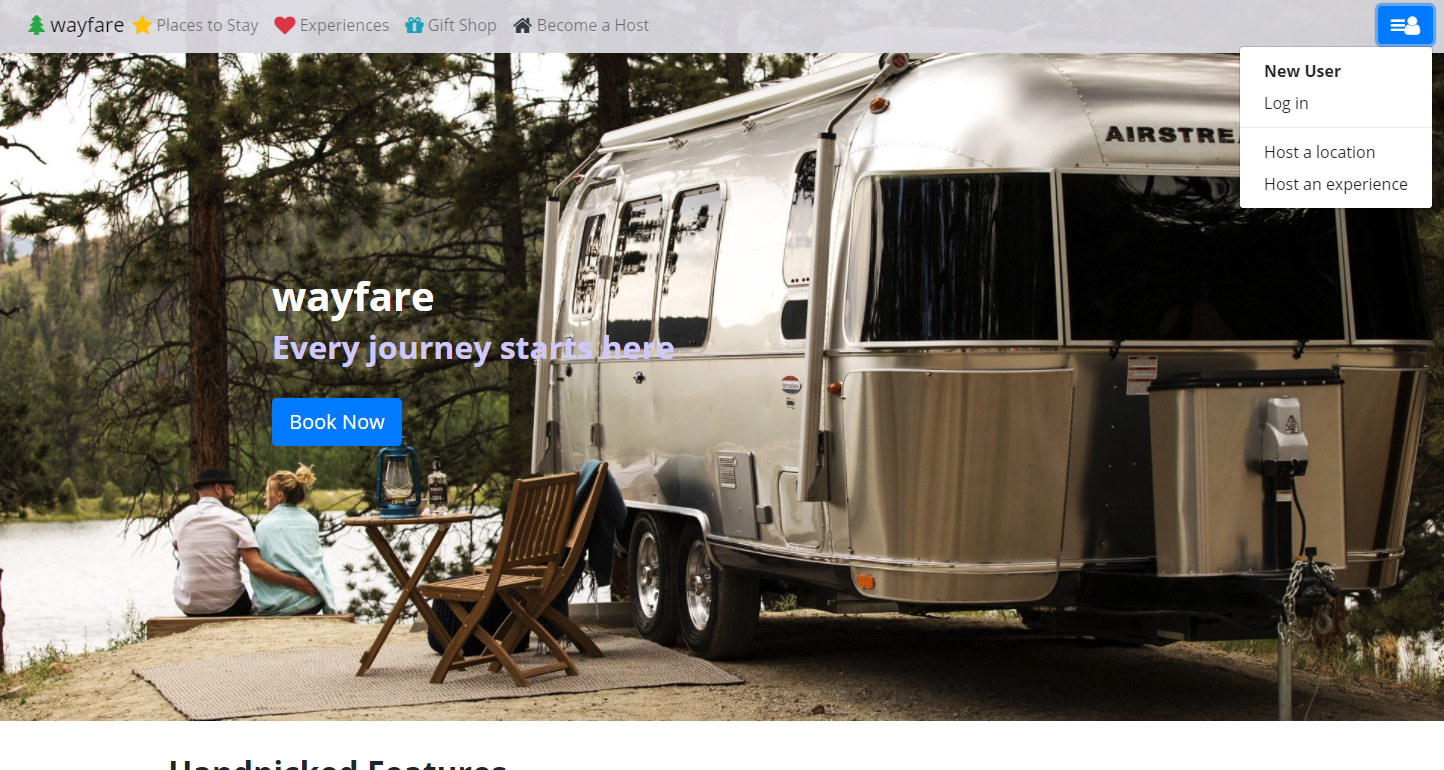 wayfare Places to Stay Experiences Gift Shop Become a Host
New User
Log in
Host a location
Host an experience
AIRSTREA
wayfare
Every journey starts here
Book Now
Handpicked Features